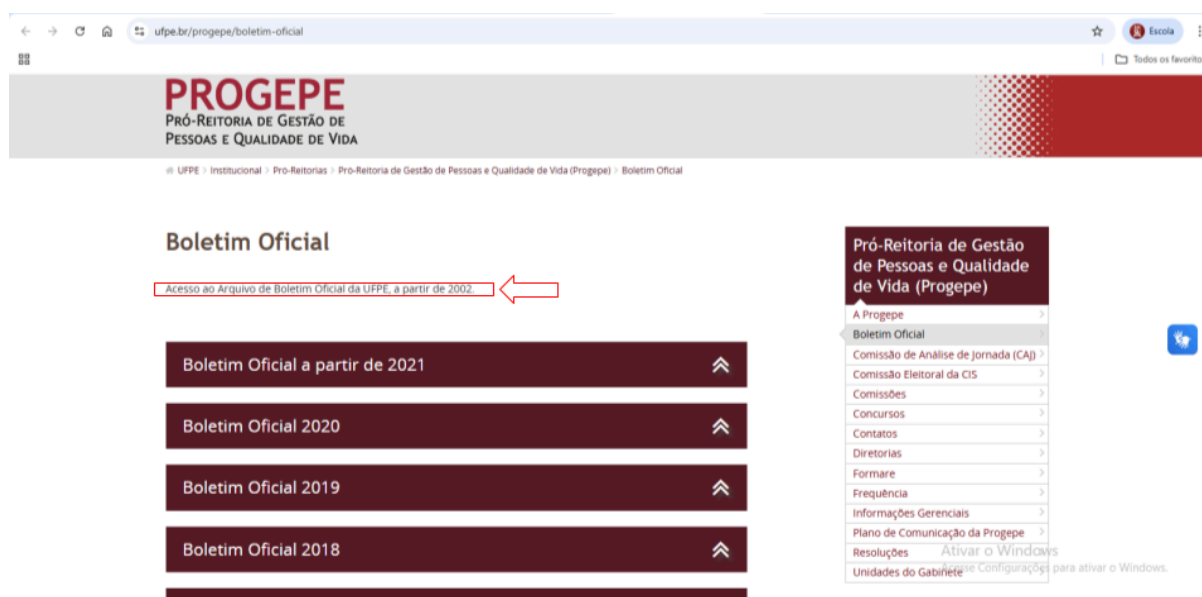 ufpe.br/progepe/boletim-oficial
Escola
Todos os favorito
PROGEPE
Pró-Reitoria de Gestão de
Pessoas e Qualidade de Vida
UFPE > Institucional > Pro-Reitorias > Pro-Reitoria de Gestão de Pessoas e Qualidade de Vida (Progepe) > Boletim Oficial
Boletim Oficial
Acesso ao Arquivo de Boletim Oficial da UFPE, a partir de 2002.
Boletim Oficial a partir de 2021
Boletim Oficial 2020
Boletim Oficial 2019
Boletim Oficial 2018
Pró-Reitoria de Gestão
de Pessoas e Qualidade
de Vida (Progepe)
A Progepe
Boletim Oficial
Comissão de Análise de Jornada (CAJ)
Comissão Eleitoral da CIS
Comissões
Concursos
Contatos
Diretorias
Formare
Frequência
Informações Gerenciais
Plano de Comunicação da Progepe
Resoluções
Unidades do Gabinete
Ativar o Windows
Acesse Configurações para ativar o Windows.